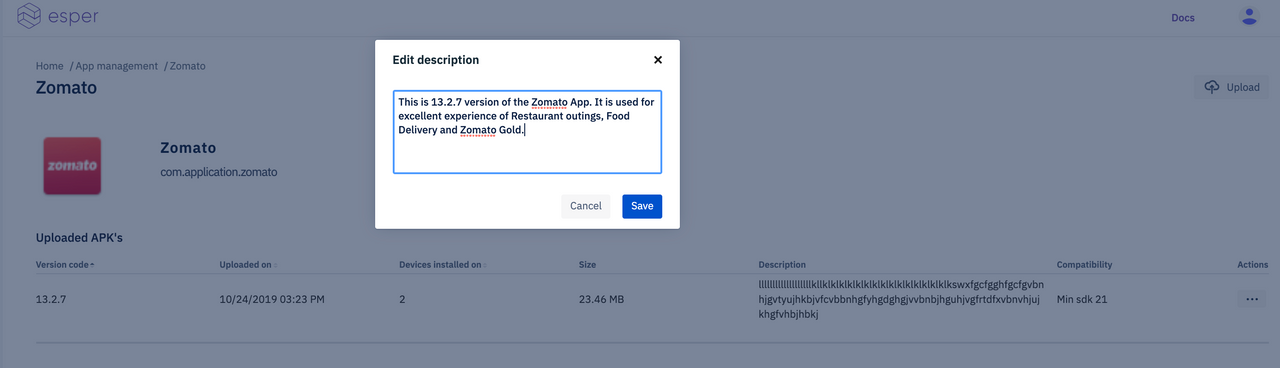 esper
Docs
Home / App management / Zomato
Zomato
Upload
Edit description
×
This is 13.2.7 version of the Zomato App. It is used for
excellent experience of Restaurant outings, Food
Delivery and Zomato Gold.
Cancel
Save
zomato
Zomato
com.application.zomato
Uploaded APK's
Version code Uploaded on Devices installed on Size Description Compatibility Actions
13.2.7 10/24/2019 03:23 PM 2 23.46 MB Min sdk 21 ...
hjgvtyujhkbjvfcvbbnhgfyhgdghgjvvbnbjhguhjvgfrtdfxvbnvhjuj
khgfvhbjhbkj